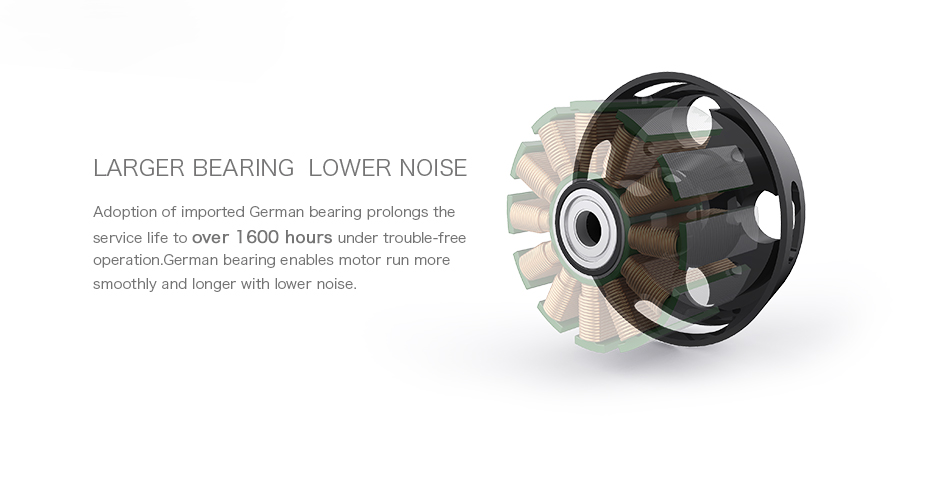 LARGER BEARING  LOWER NOISE
Adoption of imported German bearing prolongs the
service life to over 1600 hours under trouble-free
operation.German bearing enables motor run more
smoothly and longer with lower noise.